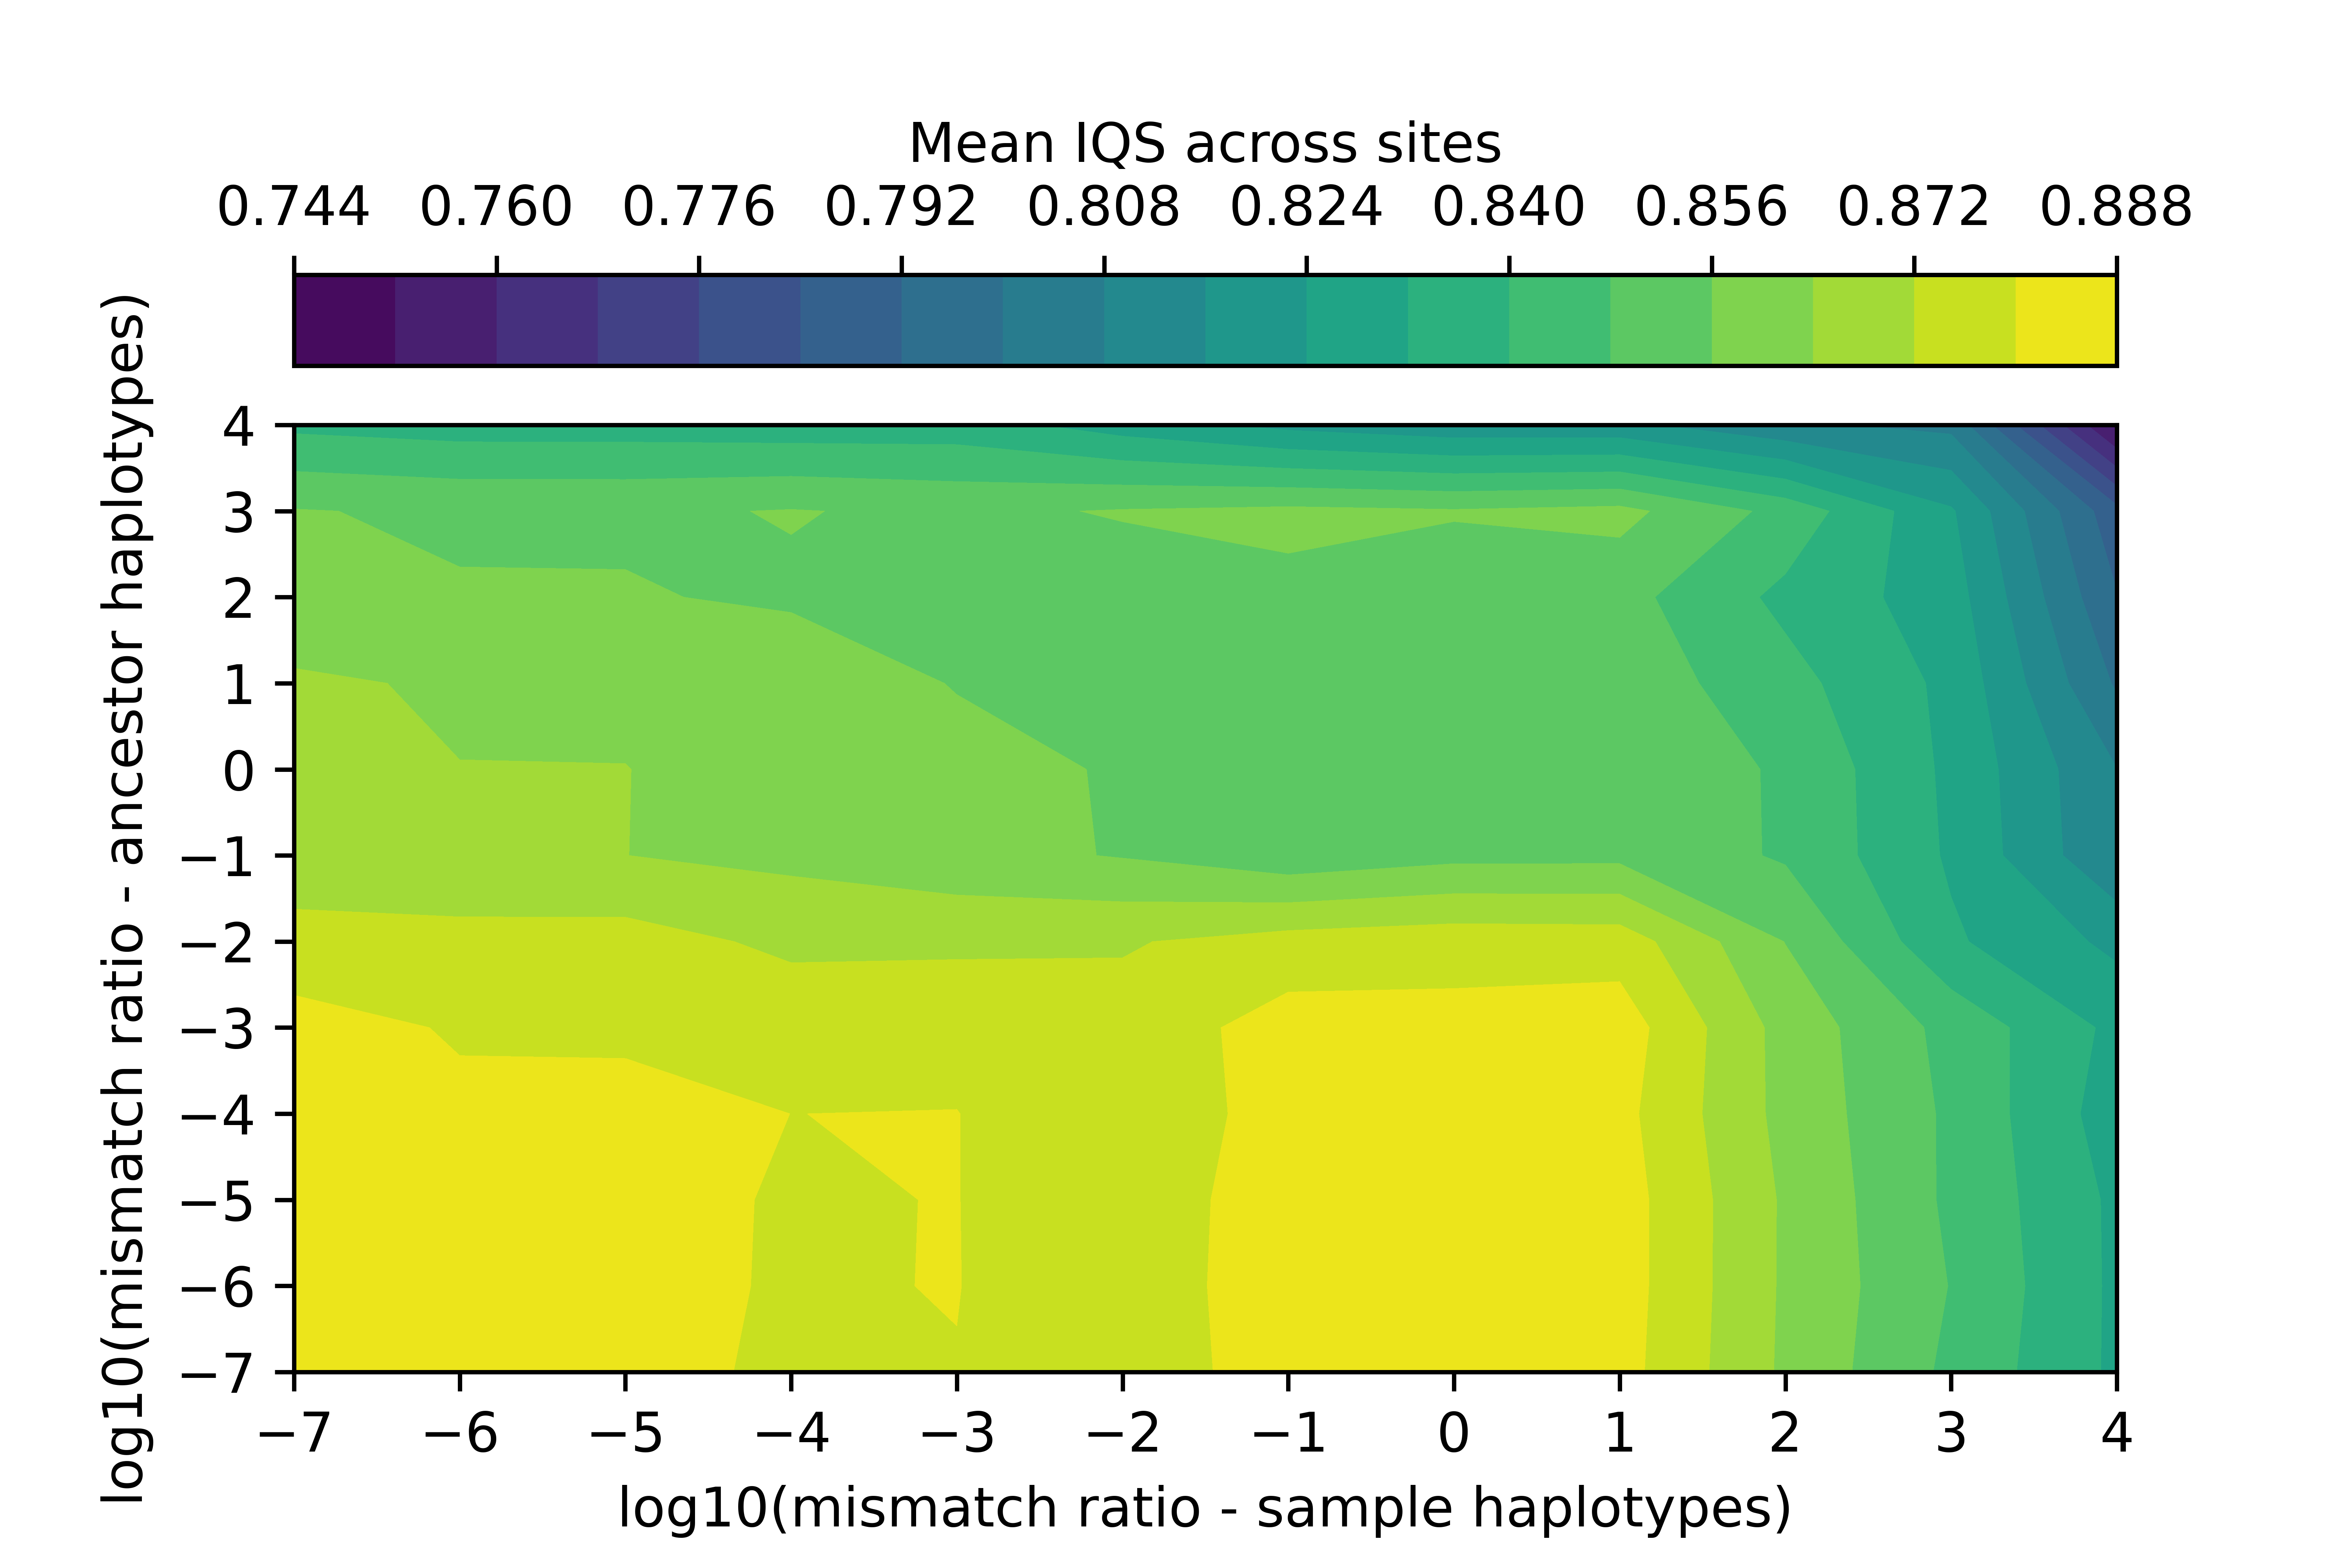 Mean IQS across sites
0.744 0.760 0.776 0.792 0.808 0.824 0.840 0.856 0.872 0.888
log10(mismatch ratio - ancestor haplotypes)
4
3
2
1
0
−1
−2
−3
−4
−5
−6
−7
−7 −6 −5 −4 −3 −2 −1 0 1 2 3 4
log10(mismatch ratio - sample haplotypes)